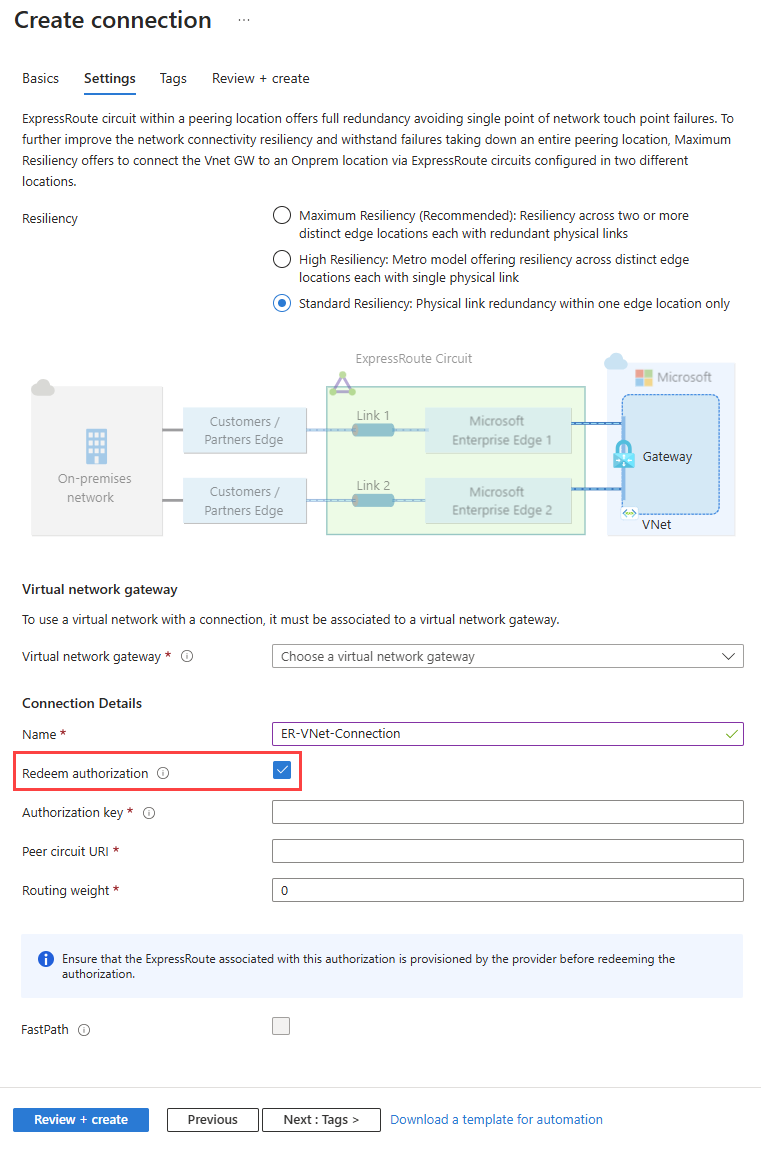 Create connection ...
Basics Settings Tags Review + create
ExpressRoute circuit within a peering location offers full redundancy avoiding single point of network touch point failures. To
further improve the network connectivity resiliency and withstand failures taking down an entire peering location, Maximum
Resiliency offers to connect the Vnet GW to an Onprem location via ExpressRoute circuits configured in two different
locations.
Resiliency
Maximum Resiliency (Recommended): Resiliency across two or more
distinct edge locations each with redundant physical links
High Resiliency: Metro model offering resiliency across distinct edge
locations each with single physical link
Standard Resiliency: Physical link redundancy within one edge location only
ExpressRoute Circuit
Microsoft
On-premises
network
Customers /
Partners Edge
Link 1
Microsoft
Enterprise Edge 1
Customers /
Partners Edge
Link 2
Microsoft
Enterprise Edge 2
Gateway
VNet
Virtual network gateway
To use a virtual network with a connection, it must be associated to a virtual network gateway.
Virtual network gateway * Choose a virtual network gateway
Connection Details
Name * ER-VNet-Connection
Redeem authorization
Authorization key *
Peer circuit URI *
Routing weight * 0
Ensure that the ExpressRoute associated with this authorization is provisioned by the provider before redeeming the
authorization.
FastPath
Review + create Previous Next : Tags > Download a template for automation